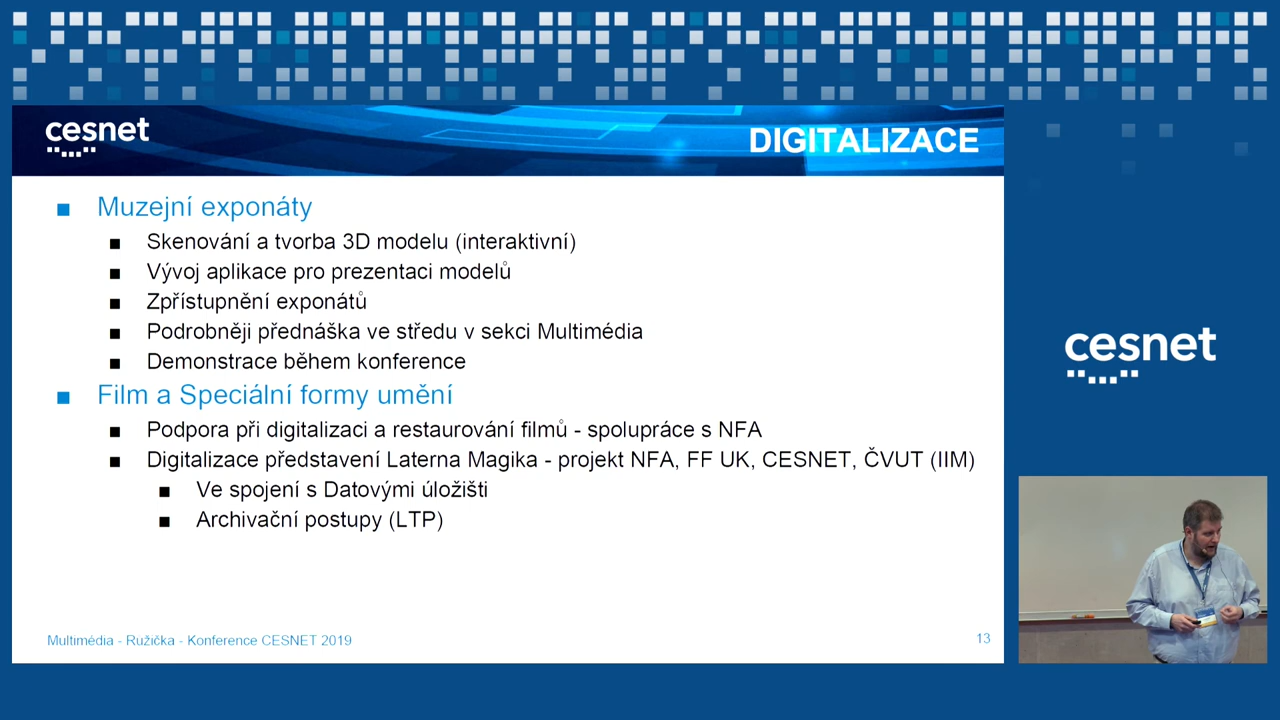 cesnet
DIGITALIZACE
Muzejní exponáty
Skenování a tvorba 3D modelu (interaktivní)
Vývoj aplikace pro prezentaci modelů
Zpřístupnění exponátů
Podrobněji přednáška ve středu v sekci Multimédia
Demonstrace během konference
Film a Speciální formy umění
Podpora při digitalizaci a restaurování filmů - spolupráce s NFA
Digitalizace představení Laterna Magika - projekt NFA, FF UK, CESNET, ČVUT (IIM)
Ve spojení s Datovými úložišti
Archivační postupy (LTP)
Multimédia - Ružička - Konference CESNET 2019
13
cesnet